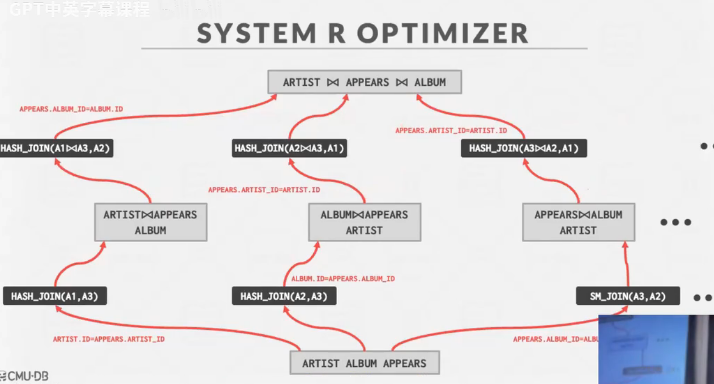 GPT中英字幕课程
SYSTEM R OPTIMIZER
ARTIST ⋈ APPEARS ⋈ ALBUM
APPEARS.ALBUM_ID=ALBUM.ID
APPEARS.ARTIST_ID=ARTIST.ID
HASH_JOIN(A1⋈A3,A2)
HASH_JOIN(A2⋈A3,A1)
HASH_JOIN(A3⋈A2,A1)
APPEARS.ARTIST_ID=ARTIST.ID
ARTIST⋈APPEARS
ALBUM
ALBUM⋈APPEARS
ARTIST
APPEARS⋈ALBUM
ARTIST
ALBUM.ID=APPEARS.ALBUM_ID
HASH_JOIN(A1,A3)
HASH_JOIN(A2,A3)
SM_JOIN(A3,A2)
ARTIST.ID=APPEARS.ARTIST_ID
APPEARS.ALBUM_ID=
ARTIST ALBUM APPEARS
CMU·DB